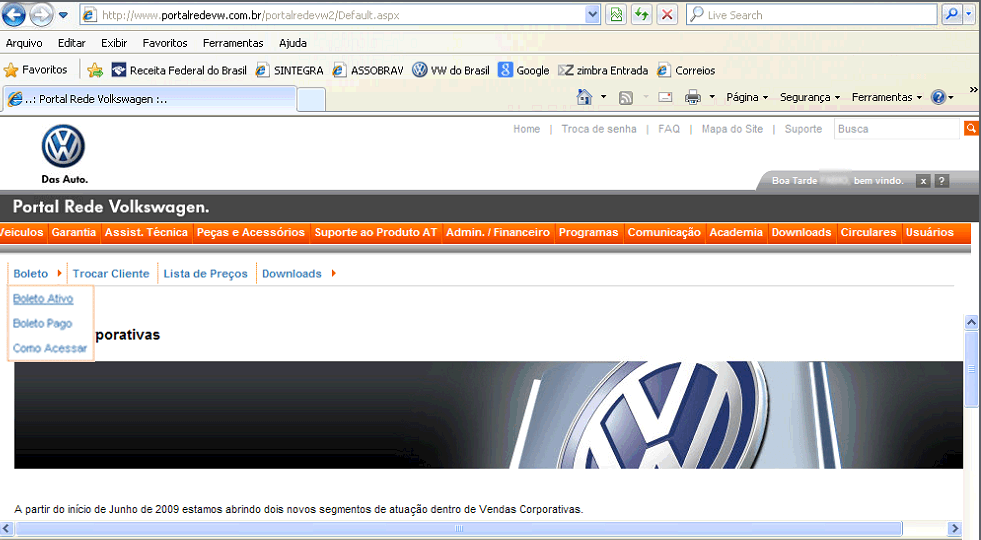 http://www.portalredevw.com.br/portalredevw2/Default.aspx
Live Search
Arquivo Editar Exibir Favoritos Ferramentas Ajuda
Favoritos Receita Federal do Brasil SINTEGRA ASSOBRAV VW do Brasil Google zimbra Entrada Correios
..: Portal Rede Volkswagen :..
Página Segurança Ferramentas
Home | Troca de senha | FAQ | Mapa do Site | Suporte Busca
Das Auto.
Boa Tarde bem vindo. x ?
Portal Rede Volkswagen.
Veículos Garantia Assist. Técnica Peças e Acessórios Suporte ao Produto AT Admin. / Financeiro Programas Comunicação Academia Downloads Circulares Usuários
Boleto Trocar Cliente Lista de Preços Downloads
Boleto Ativo
Boleto Pago
Como Acessar
porativas
A partir do início de Junho de 2009 estamos abrindo dois novos segmentos de atuação dentro de Vendas Corporativas.